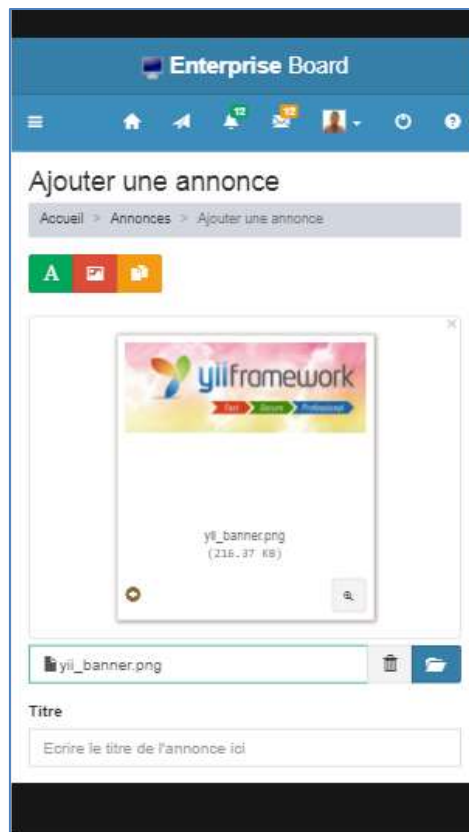 Enterprise Board
12
12
Ajouter une annonce
Accueil > Annonces > Ajouter une annonce
A
×
yiiframework
Fast Secure Professional
yii_banner.png
(216.37 KB)
yii_banner.png
Titre
Ecrire le titre de l'annonce ici